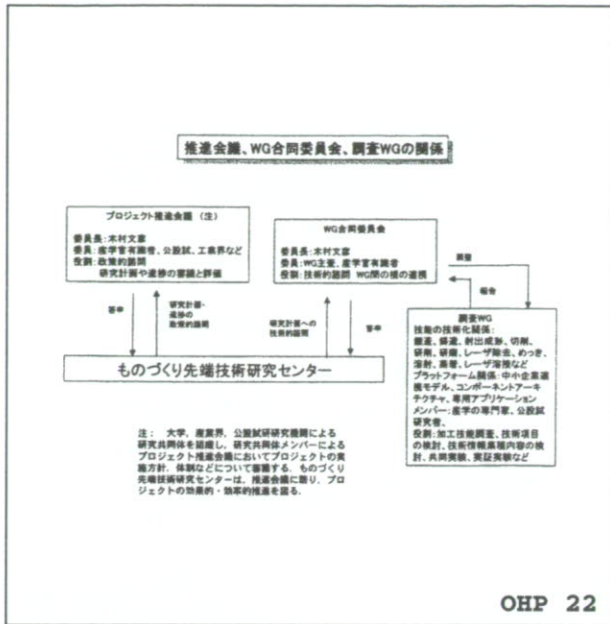 推進会議、WG合同委員会、調査WGの関係
プロジェクト推進会議 (注)
委員長:木村文彦
委員:産学官有識者、公設試、工業界など
役割:政策的諮問
研究計画や進捗の審議と評価
WG合同委員会
委員長:木村文彦
委員:WG主査、産学官有識者
役割:技術的諮問 WG間の横の連携
調整
報告
答申
研究計画・
進捗の
政策的諮問
研究計画への
技術的諮問
答申
ものづくり先端技術研究センター
調査WG
技能の技術化関係:
鍛造、鋳造、射出成形、切削、
研削、研磨、レーザ除去、めっき、
溶射、蒸着、レーザ溶接など
プラットフォーム関係:中小企業連
携モデル、コンポーネントアーキ
テクチャ、専用アプリケーション
メンバー:産学の専門家、公設試
研究者、
役割:加工技能調査、技術項目
の検討、技術情報基盤内容の検
討、共同実験、実証実験など
注: 大学、産業界、公設試研究機関による
研究共同体を組織し、研究共同体メンバーによる
プロジェクト推進会議においてプロジェクトの実
施方針、体制などについて審議する。ものづくり
先端技術研究センターは、推進会議に諮り、プロ
ジェクトの効果的・効率的推進を図る.
OHP 22